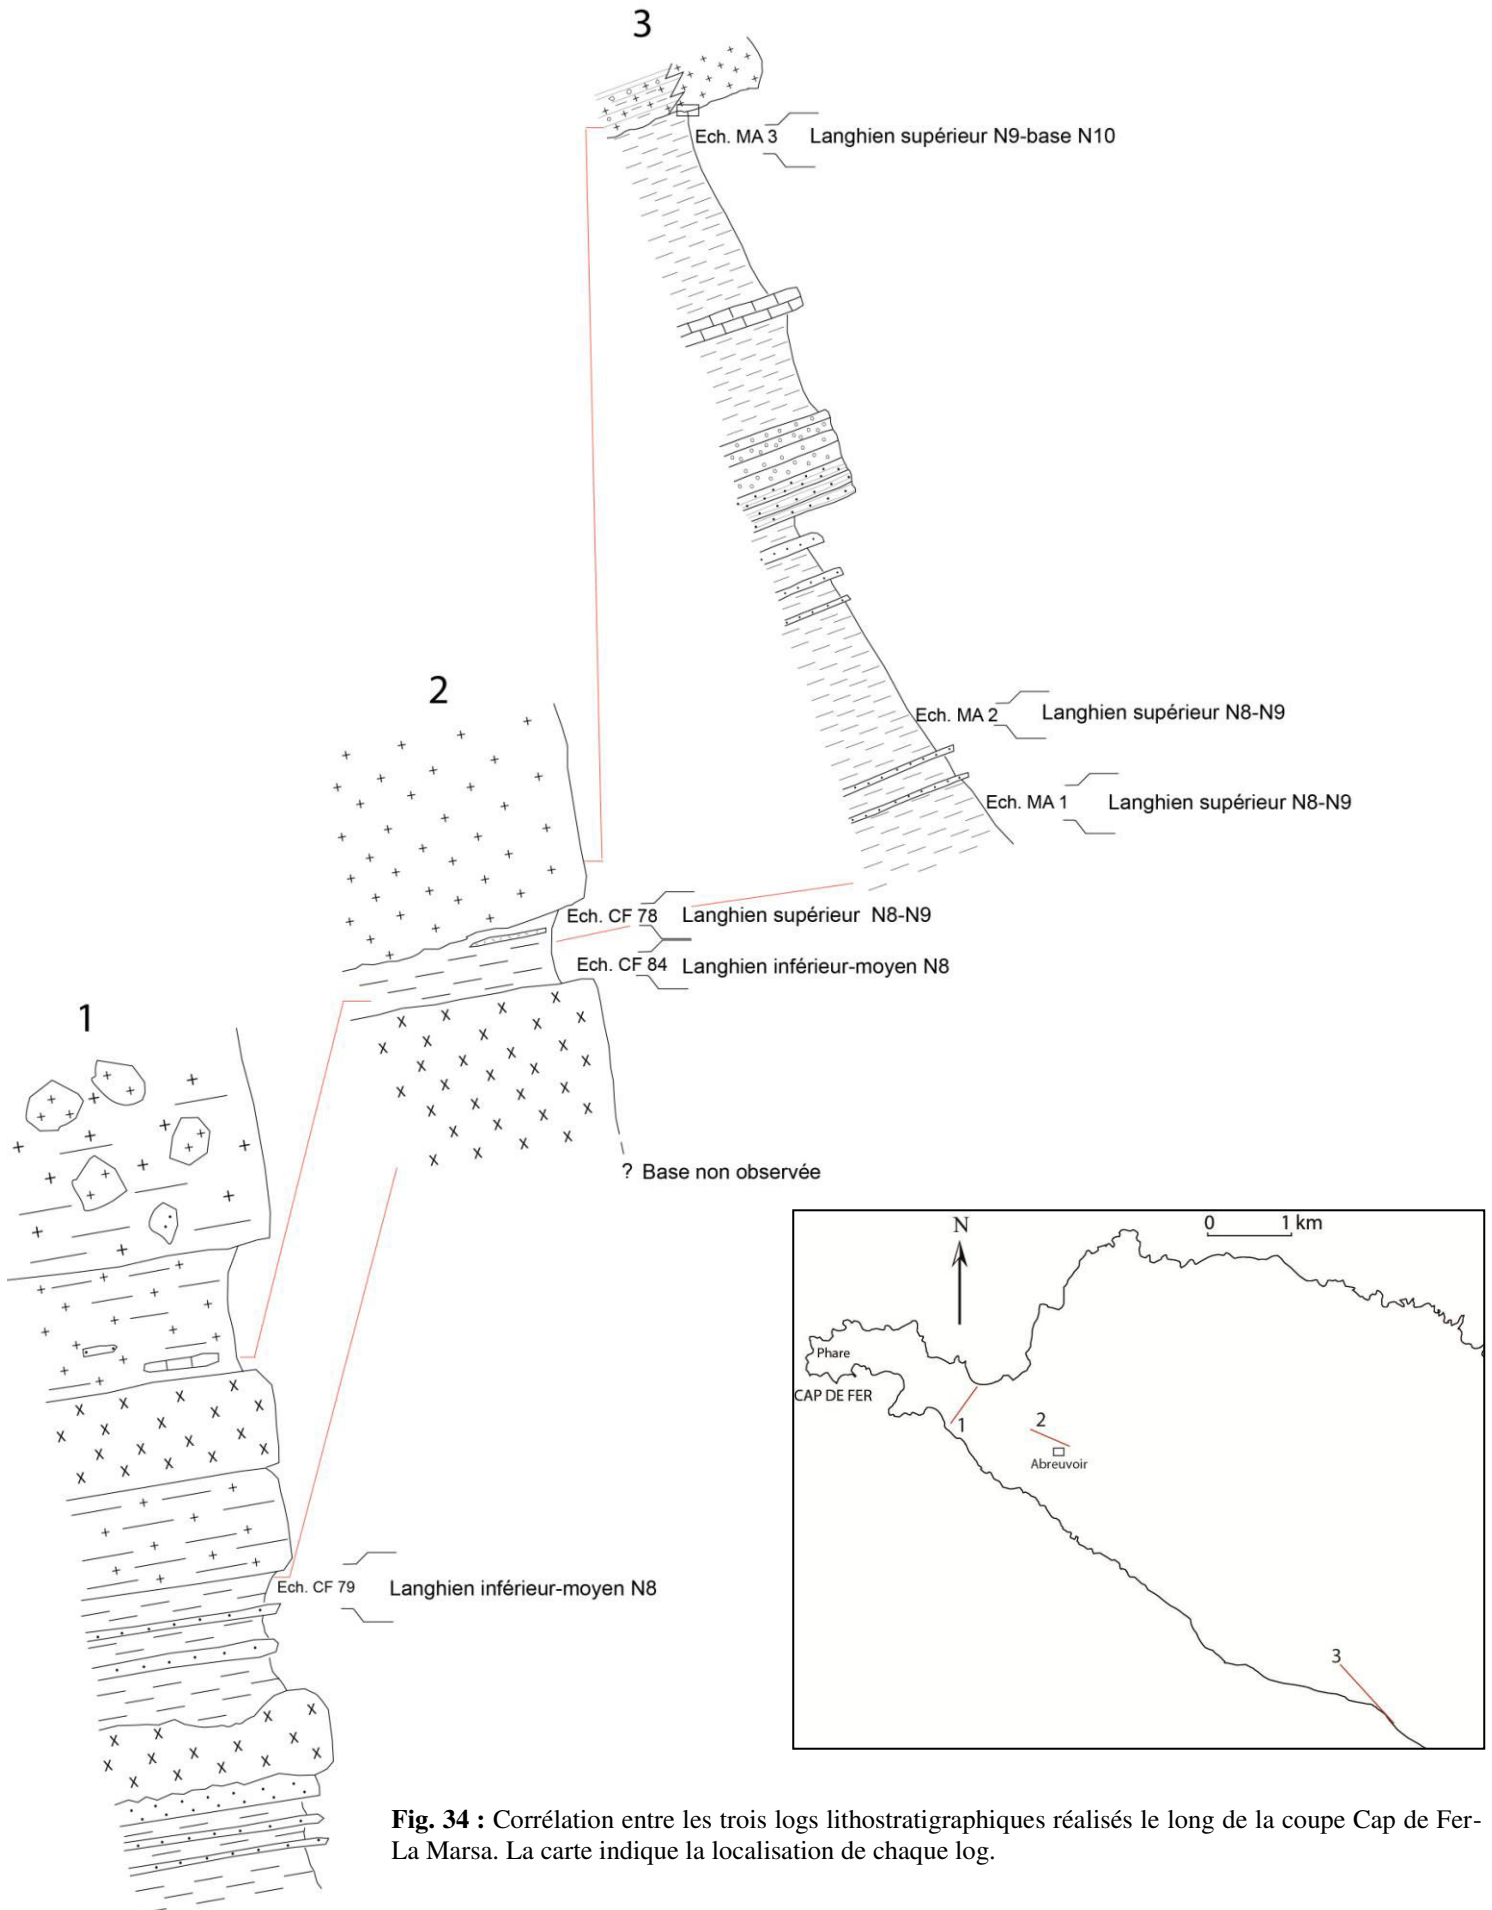 3
Ech. MA 3 Langhien supérieur N9-base N10
2
Ech. MA 2 Langhien supérieur N8-N9
Ech. MA 1 Langhien supérieur N8-N9
Ech. CF 78 Langhien supérieur N8-N9
Ech. CF 84 Langhien inférieur-moyen N8
1
? Base non observée
N
0 1 km
Phare
CAP DE FER
1
2
Abreuvoir
3
Ech. CF 79 Langhien inférieur-moyen N8
Fig. 34 : Corrélation entre les trois logs lithostratigraphiques réalisés le long de la coupe Cap de Fer-
La Marsa. La carte indique la localisation de chaque log.